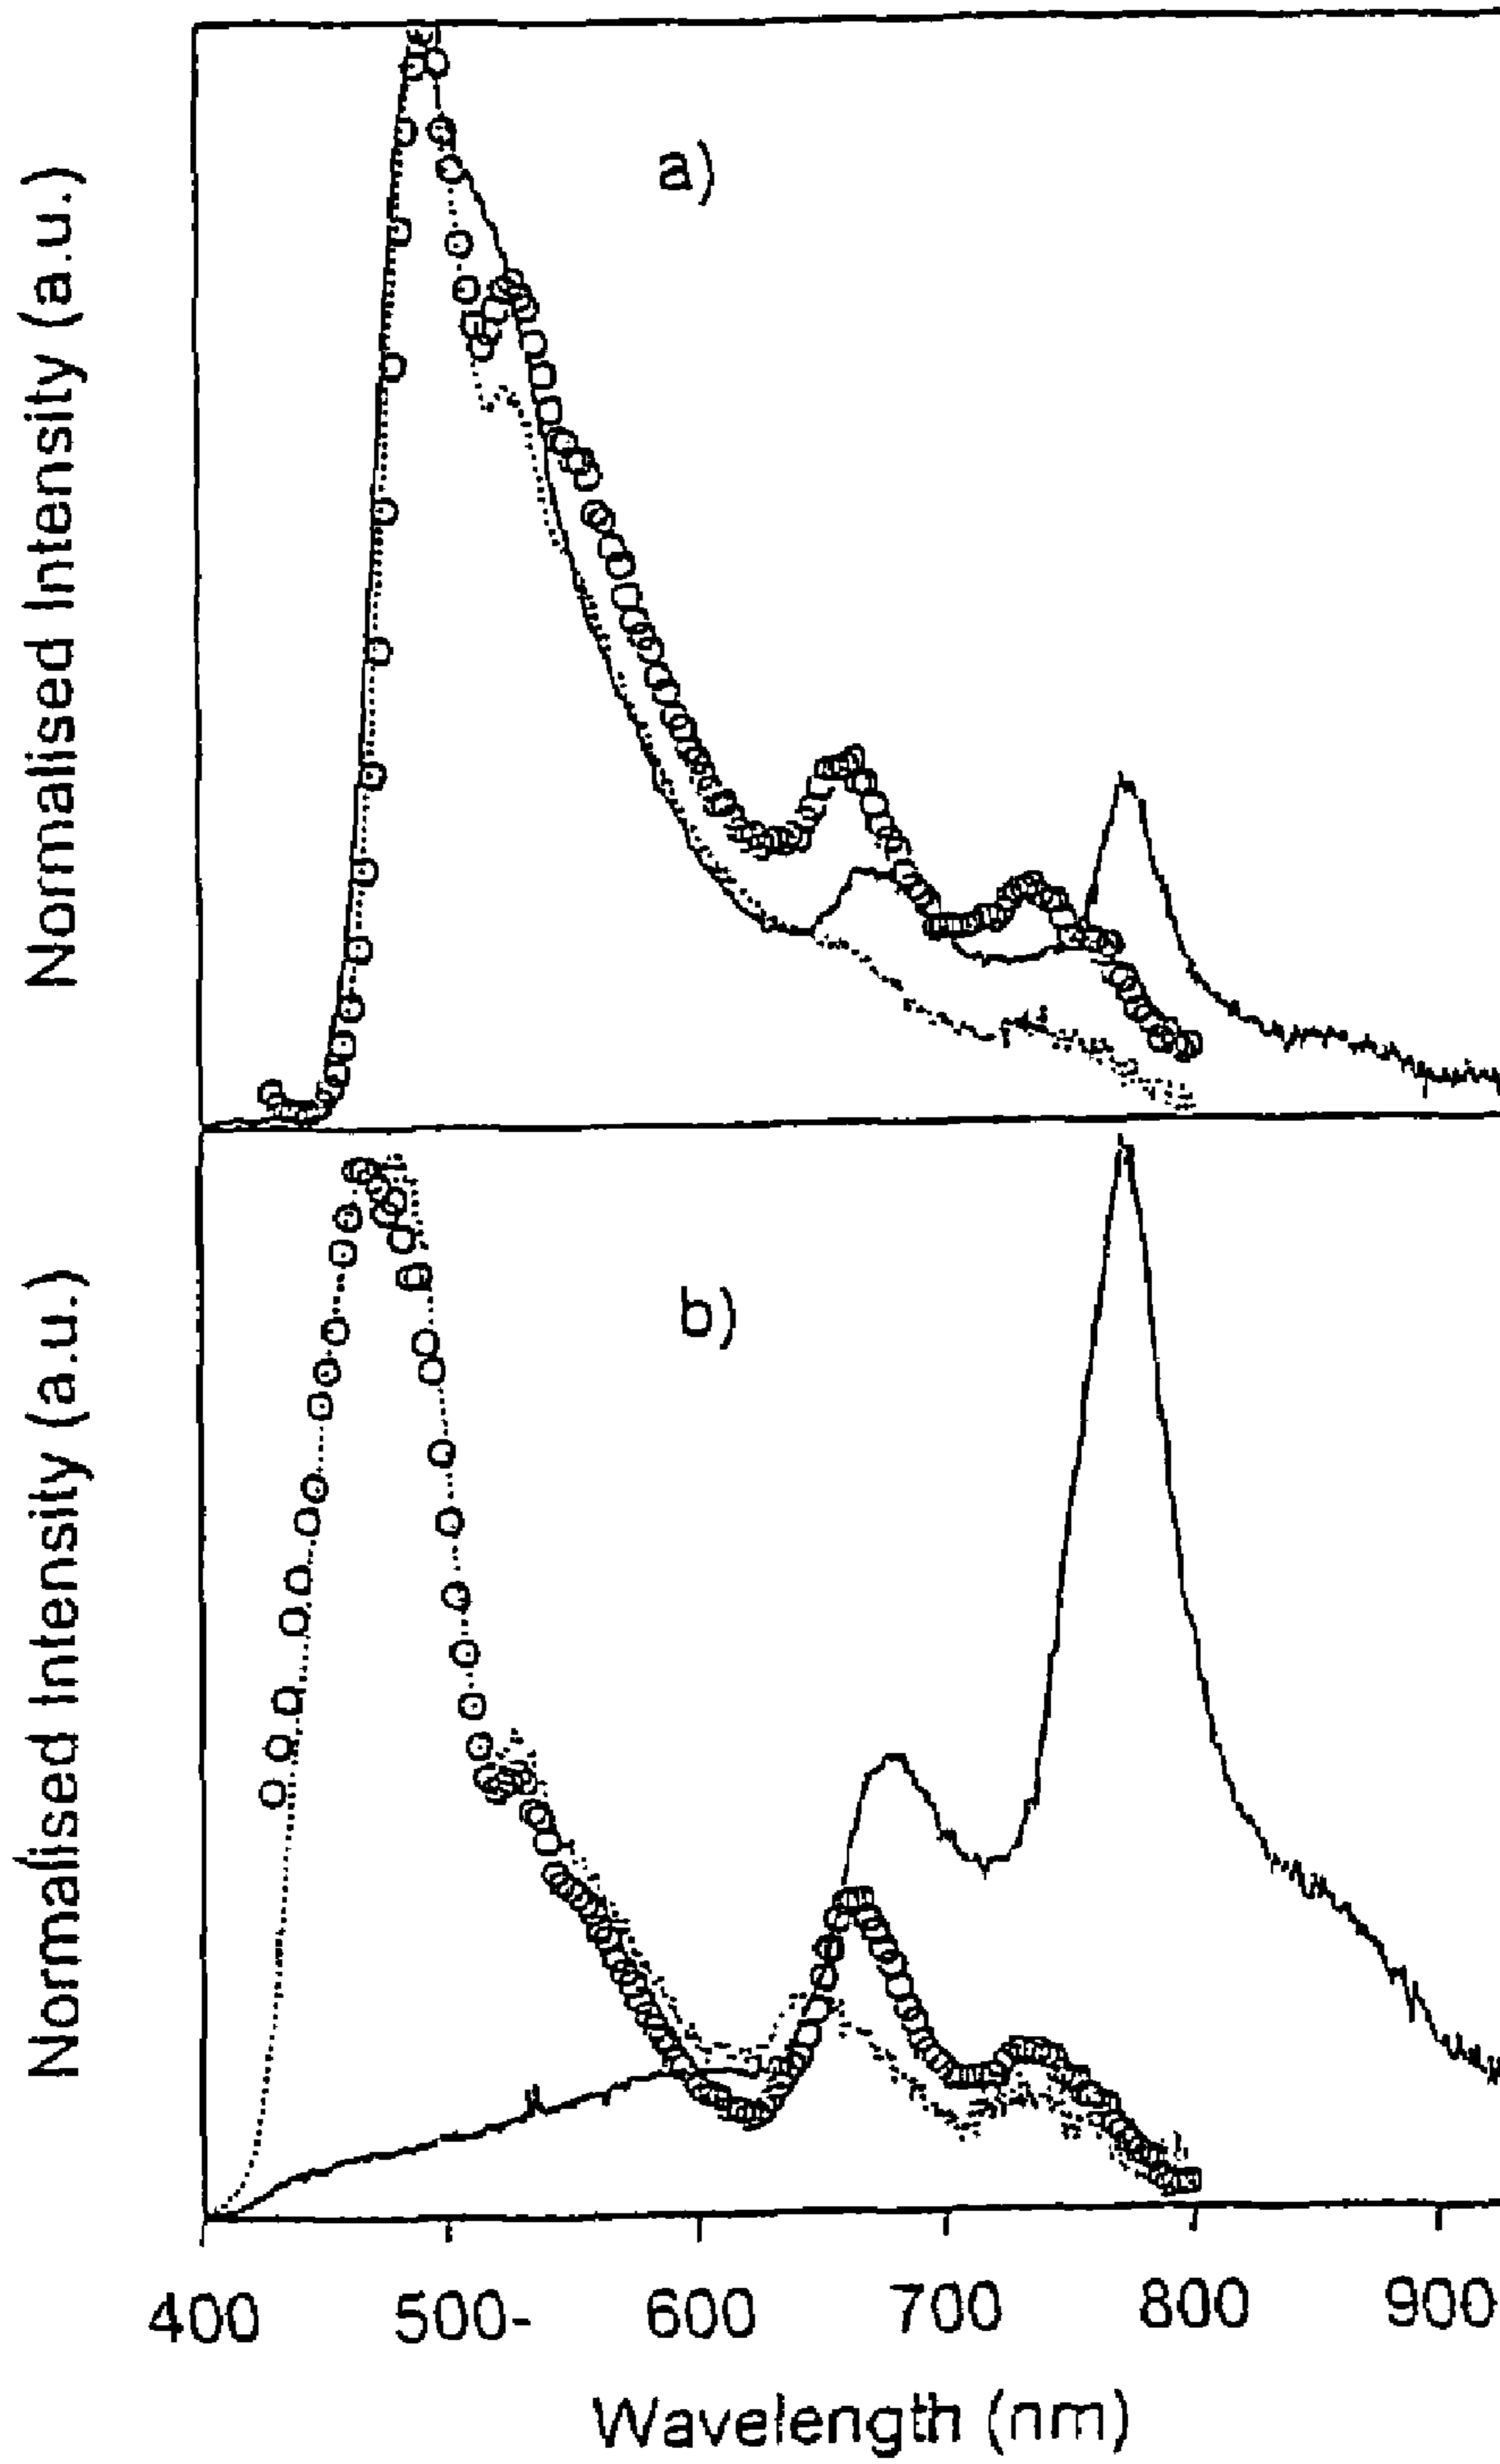 a)
Normalised Intensity (a.u.)
b)
Normalised Intensity (a.u.)
400 500- 600 700 800 900
Wavelength (nm)